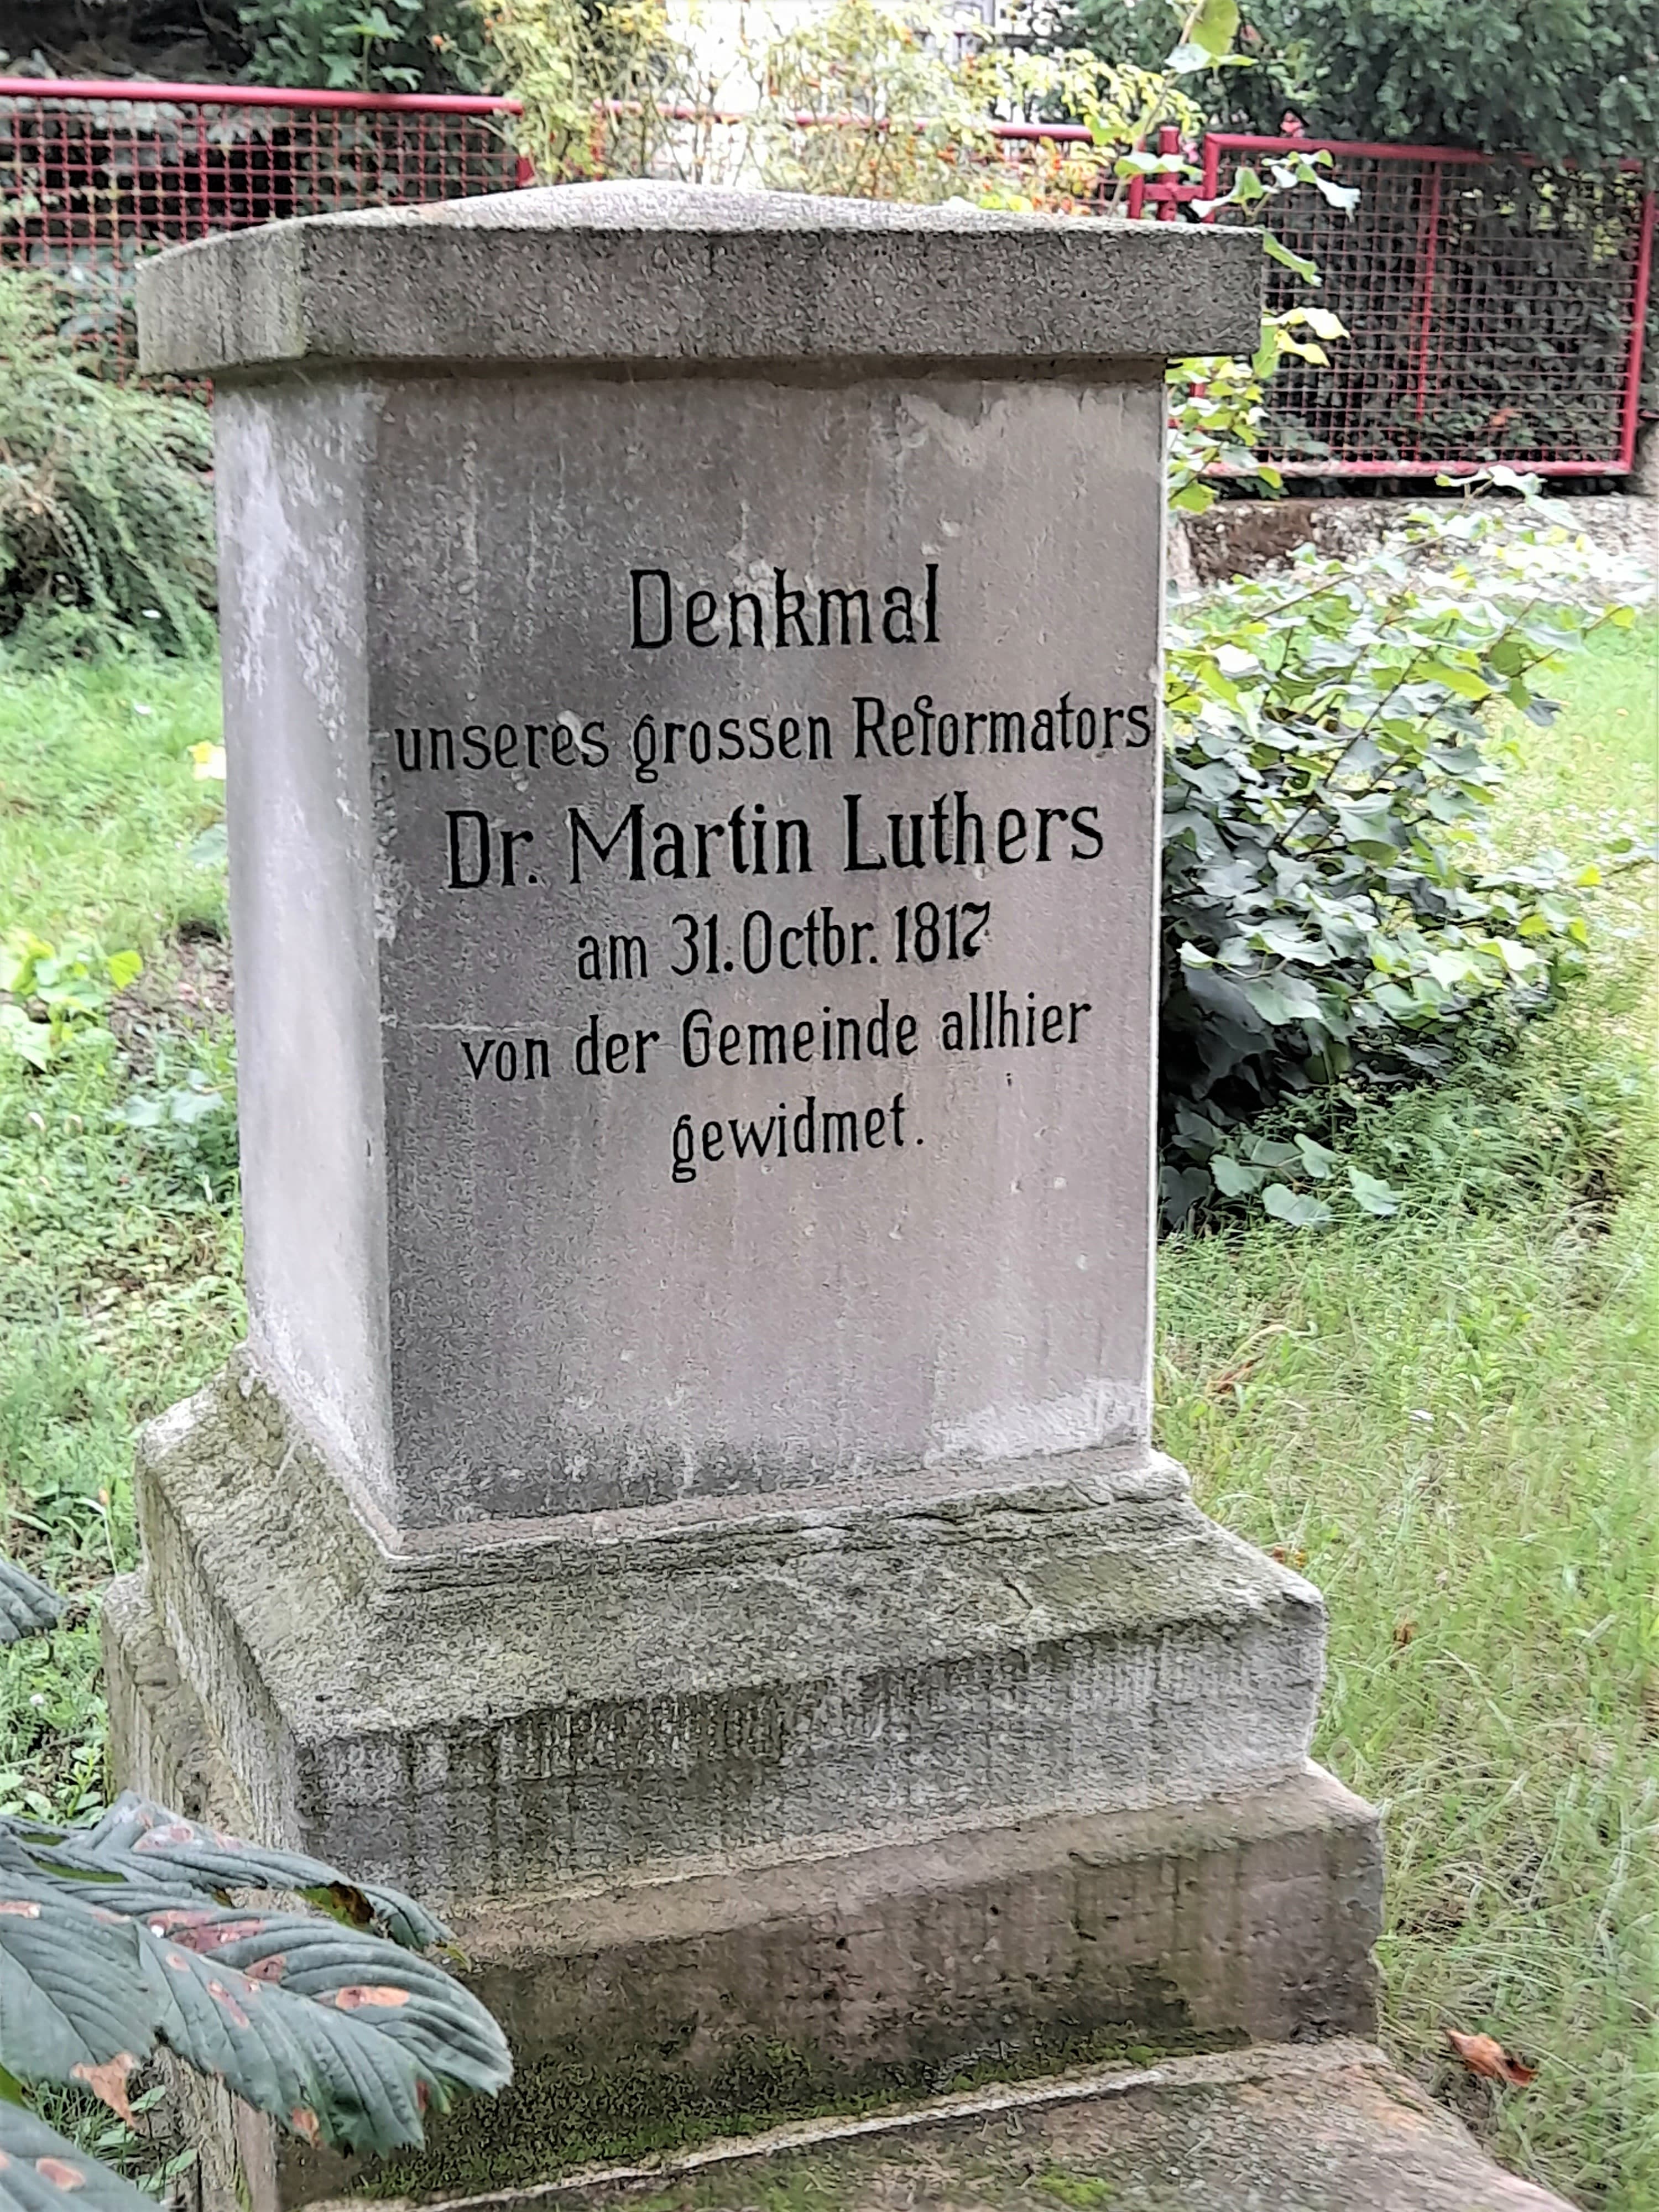 Denkmal
unseres grossen Reformators
Dr. Martin Luthers
am 31. Octbr. 1817
von der Gemeinde allhier
gewidmet.